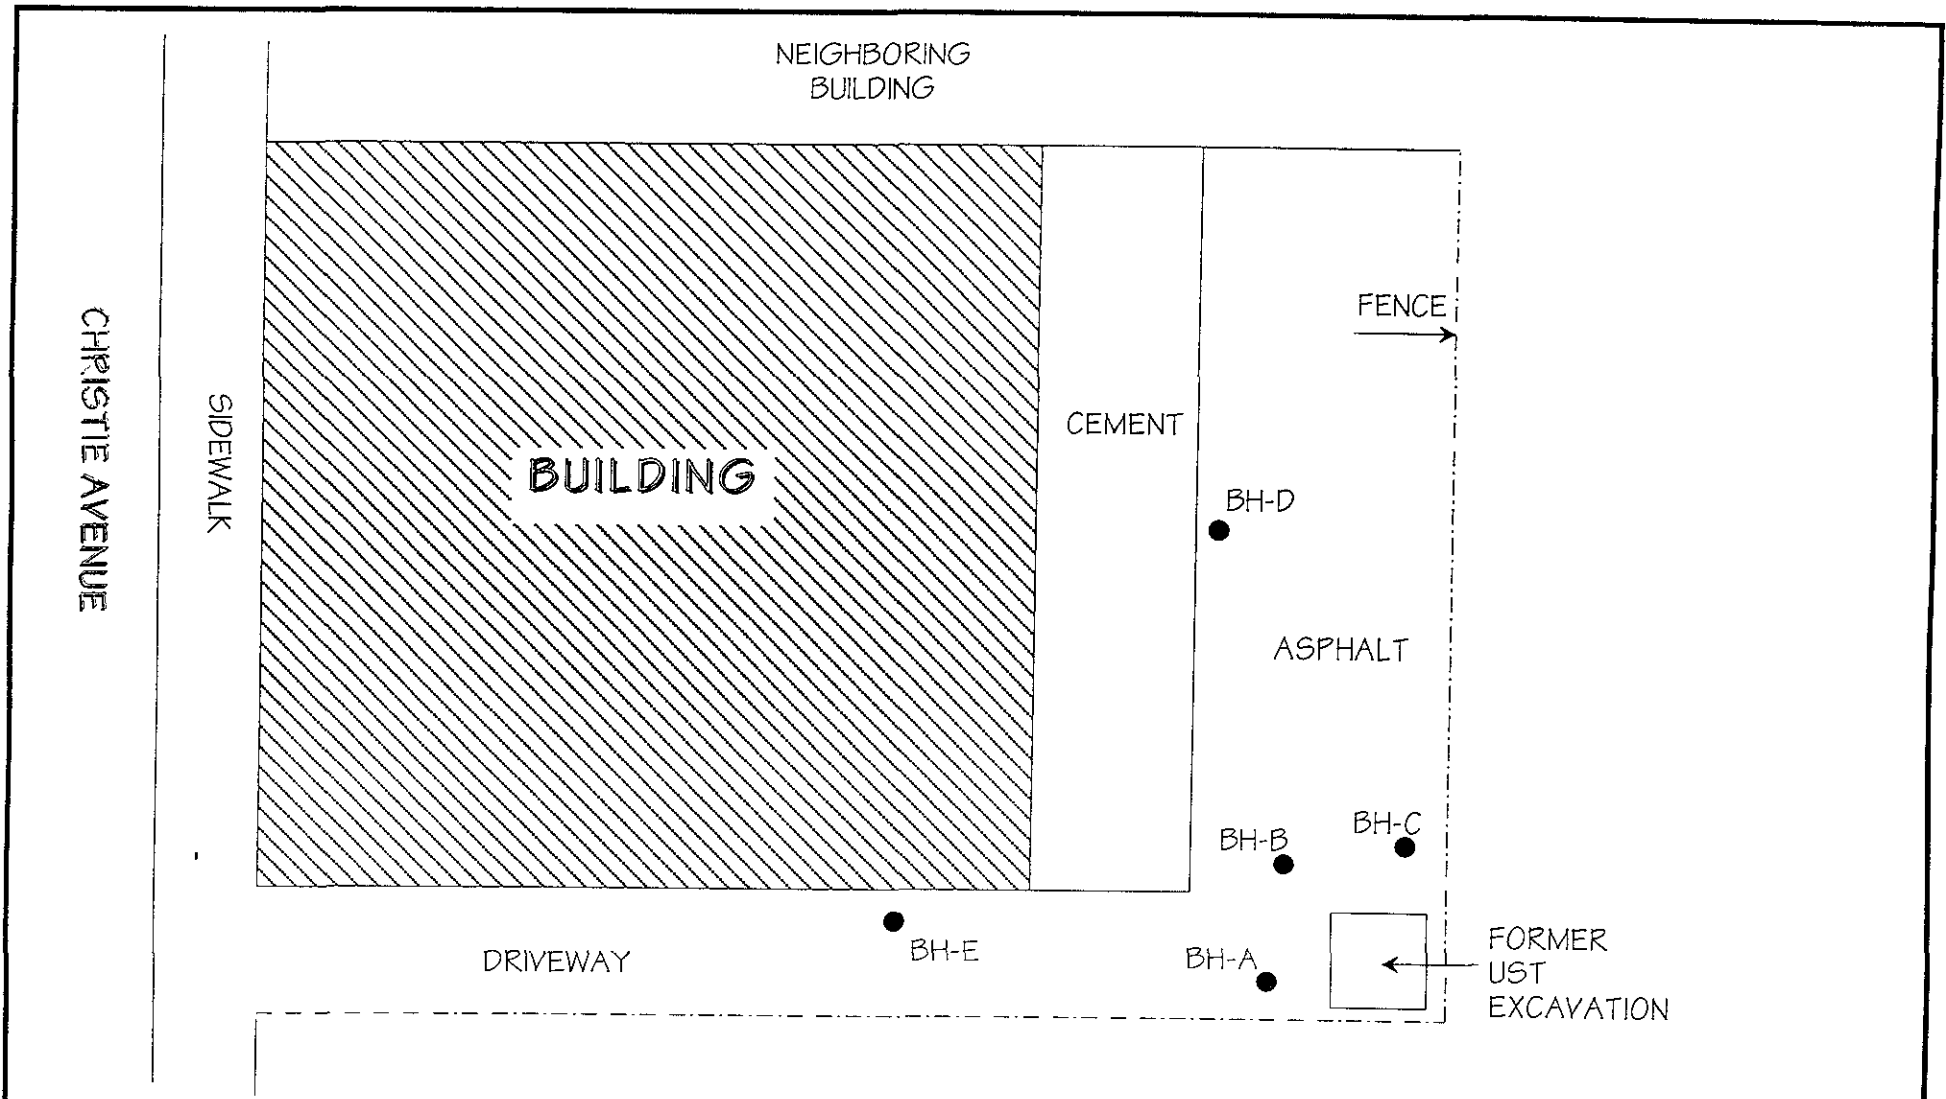 NEIGHBORING
BUILDING
FENCE
CHRISTIE AVENUE
SIDEWALK
CEMENT
BUILDING
BH-D
ASPHALT
BH-B
BH-C
DRIVEWAY
BH-E
BH-A
FORMER
UST
EXCAVATION